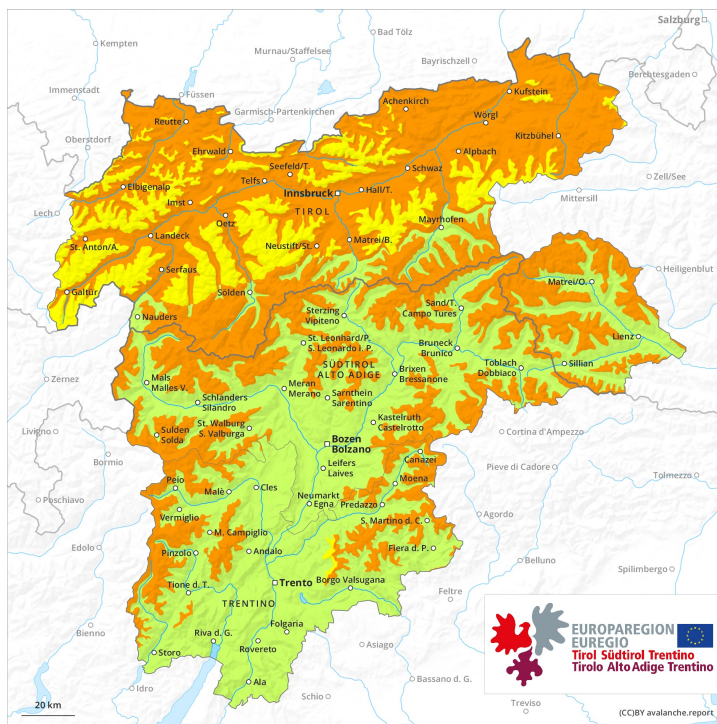 Salzburg
Kempten
Bad Tölz
Murnau/Staffelsee
Bayrischzell
Berchtesgaden
Immenstadt
Füssen
Garmisch-Partenkirchen
Achenkirch
Kufstein
Reutte
Wörgl
Oberstdorf
Ehrwald
Kitzbühel
Alpbach
Seefeld/T.
Schwaz
Telfs
Zell/See
Elbigenalp
Innsbruck
Hall/T.
Mittersill
Imst
Lech
TIROL
Oetz
Mayrhofen
St. Anton/A.
Landeck
Neustift/St.
Matrei/B.
Serfaus
Heiligenblut
Matrei/O.
Galtür
Sölden
Sand/T.
Campo Tures
Nauders
Sterzing
Vipiteno
Lienz
St. Leonhard/P.
S. Leonardo i. P.
Bruneck
Brunico
Toblach
Dobbiaco
Sillian
SÜDTIROL
ALTO ADIGE
Brixen
Bressanone
Zernez
Mals
Malles V.
Meran
Merano
Sarnthein
Sarentino
Schlanders
Silandro
Kastelruth
Castelrotto
St. Walburg
S. Valburga
Cortina d'Ampezzo
Livigno
Sulden
Solda
Bozen
Bolzano
Bormio
Canazei
Pieve di Cadore
Leifers
Laives
Tolmezzo
Peio
Moena
Malè
Cles
Neumarkt
Egna
Predazzo
Poschiavo
Vermiglio
Agordo
S. Martino d. C.
M. Campiglio
Edolo
Pinzolo
Andalo
Fiera d. P.
Belluno
Spilimbergo
Tione d. T.
Trento
Borgo Valsugana
Feltre
TRENTINO
Folgaria
Bienno
Riva d. G.
Rovereto
Asiago
Storo
Bassano d. G.
Idro
Ala
Schio
Treviso
EUROPAREGION
EUREGIO
Tirol Südtirol Trentino
Tirolo Alto Adige Trentino
20 km
(CC)BY avalanche.report